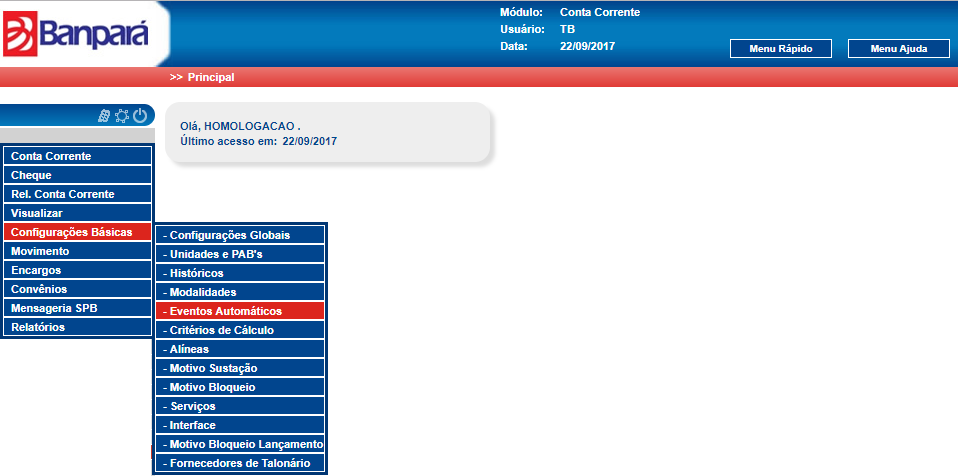 Banpará
Módulo: Conta Corrente
Usuário: TB
Data: 22/09/2017
Menu Rápido
Menu Ajuda
>> Principal
Olá, HOMOLOGACAO .
Último acesso em: 22/09/2017
Conta Corrente
Cheque
Rel. Conta Corrente
Visualizar
Configurações Básicas
Movimento
Encargos
Convênios
Mensageria SPB
Relatórios
- Configurações Globais
- Unidades e PAB's
- Históricos
- Modalidades
- Eventos Automáticos
- Critérios de Cálculo
- Alíneas
- Motivo Sustação
- Motivo Bloqueio
- Serviços
- Interface
- Motivo Bloqueio Lançamento
- Fornecedores de Talonário